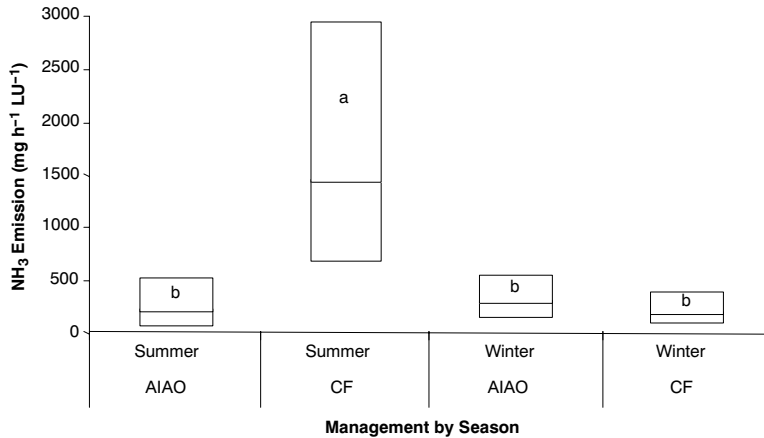 3000
2500
2000
1500
1000
500
0
NH₃ Emission (mg h⁻¹ LU⁻¹)
a
b
b
b
Summer Summer Winter Winter
AIAO CF AIAO CF
Management by Season